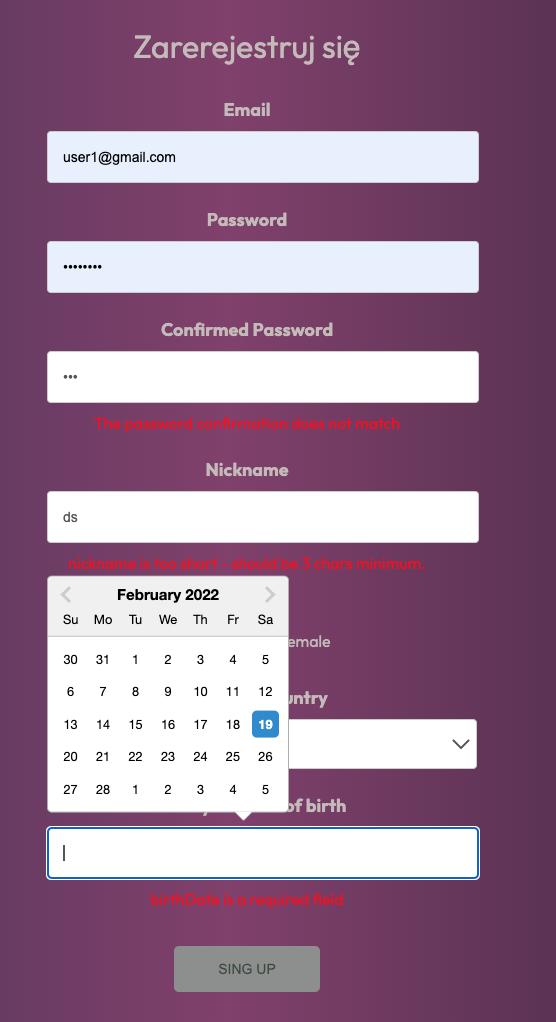 Zarerejestruj się
Email
user1@gmail.com
Password
••••••••
Confirmed Password
•••
The password confirmation does not match
Nickname
ds
nickname is too short - should be 3 chars minimum.
February 2022
Su Mo Tu We Th Fr Sa
30 31 1 2 3 4 5
6 7 8 9 10 11 12
13 14 15 16 17 18 19
20 21 22 23 24 25 26
27 28 1 2 3 4 5
emale
untry
of birth
birthDate is a required field
SING UP